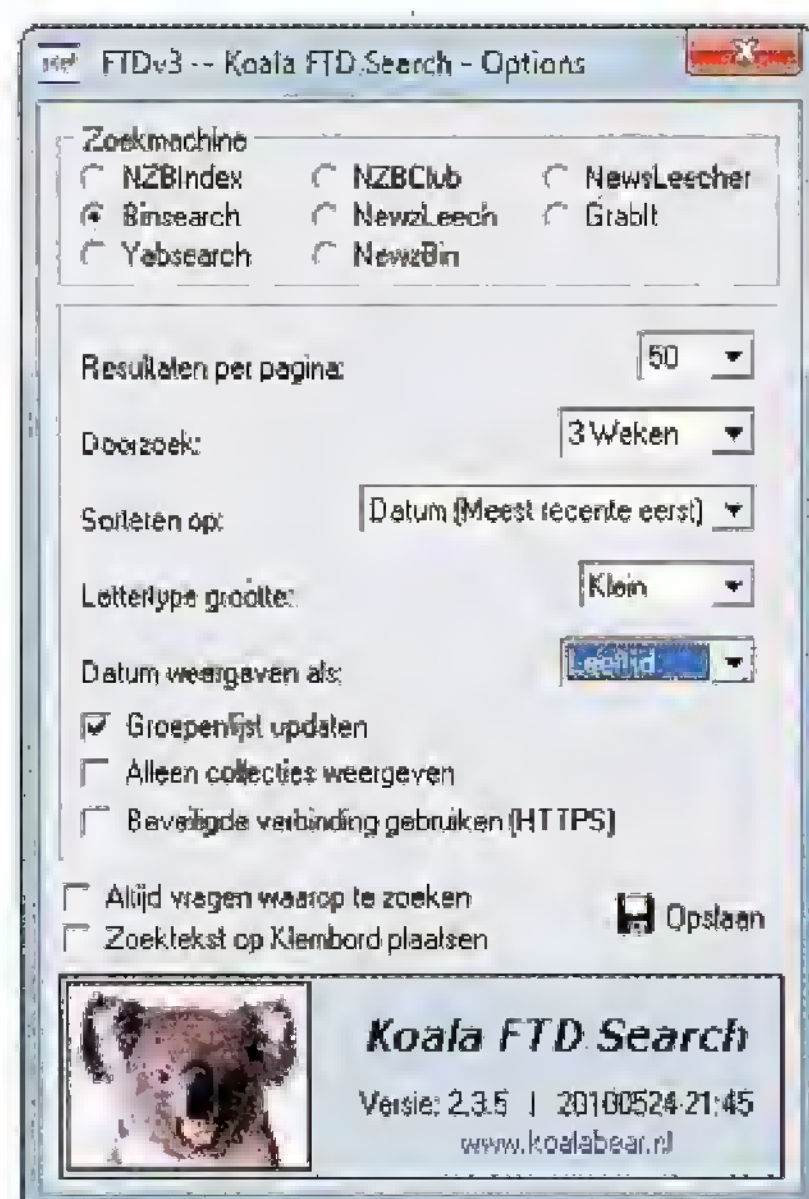 FTDv3 -- Koala FTD.Search - Options
Zoekmachine
NZBIndex NZBClub NewsLeecher
Binsearch NewzLeech GrabIt
Yabsearch NewzBin
Resultaten per pagina: 50
Doorzoek: 3 Weken
Sorteren op: Datum (Meest recente eerst)
Lettertype grootte: Klein
Datum weergeven als: Leeftijd
Groepenlijst updaten
Alleen collecties weergeven
Beveiligde verbinding gebruiken (HTTPS)
Altijd vragen waarop te zoeken
Opslaan
Zoektekst op Klembord plaatsen
Koala FTD.Search
Versie: 2.3.5 | 20100524-21:45
www.koalabear.nl